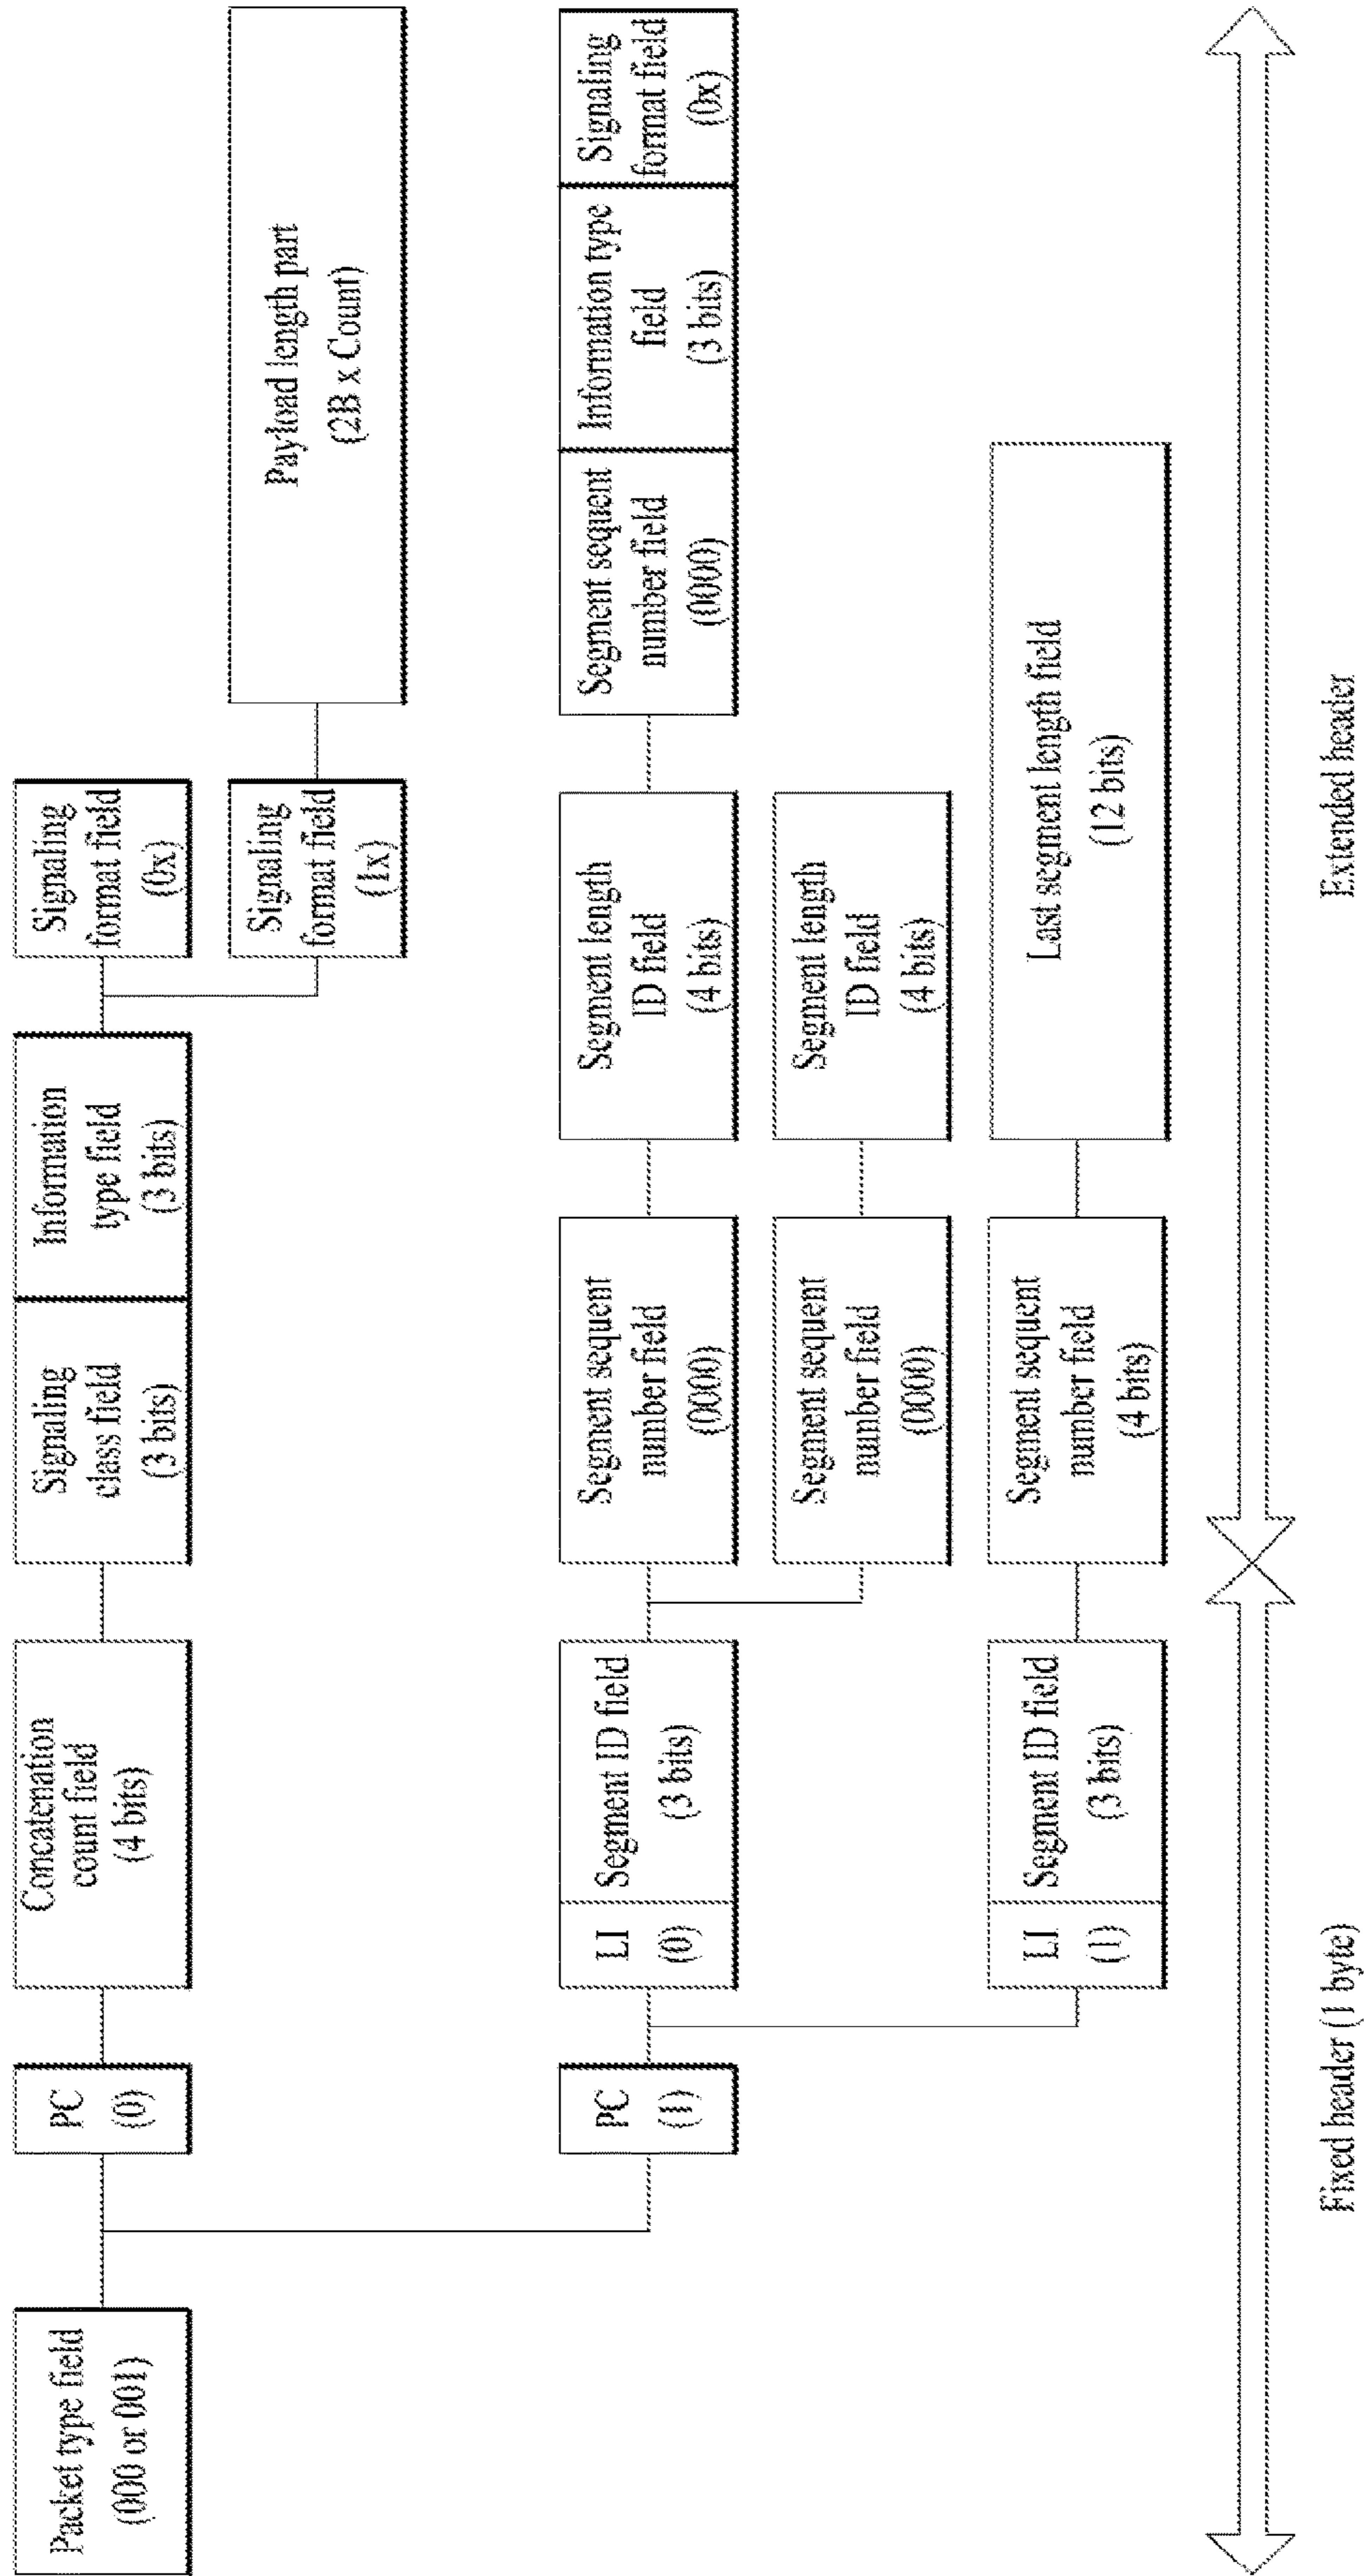 Packet type field
(000 or 001)
PC
(0)
Concatenation
count field
(4 bits)
Signaling
class field
(3 bits)
Information
type field
(3 bits)
Signaling
format field
(0x)
Signaling
format field
(1x)
Payload length part
(2B x Count)
PC
(1)
LI
(0)
Segment ID field
(3 bits)
Segment sequent
number field
(0000)
Segment length
ID field
(4 bits)
Segment sequent
number field
(0000)
Information type
field
(3 bits)
Signaling
format field
(0x)
Segment sequent
number field
(0000)
Segment length
ID field
(4 bits)
LI
(1)
Segment ID field
(3 bits)
Segment sequent
number field
(4 bits)
Last segment length field
(12 bits)
Fixed header (1 byte)
Extended header